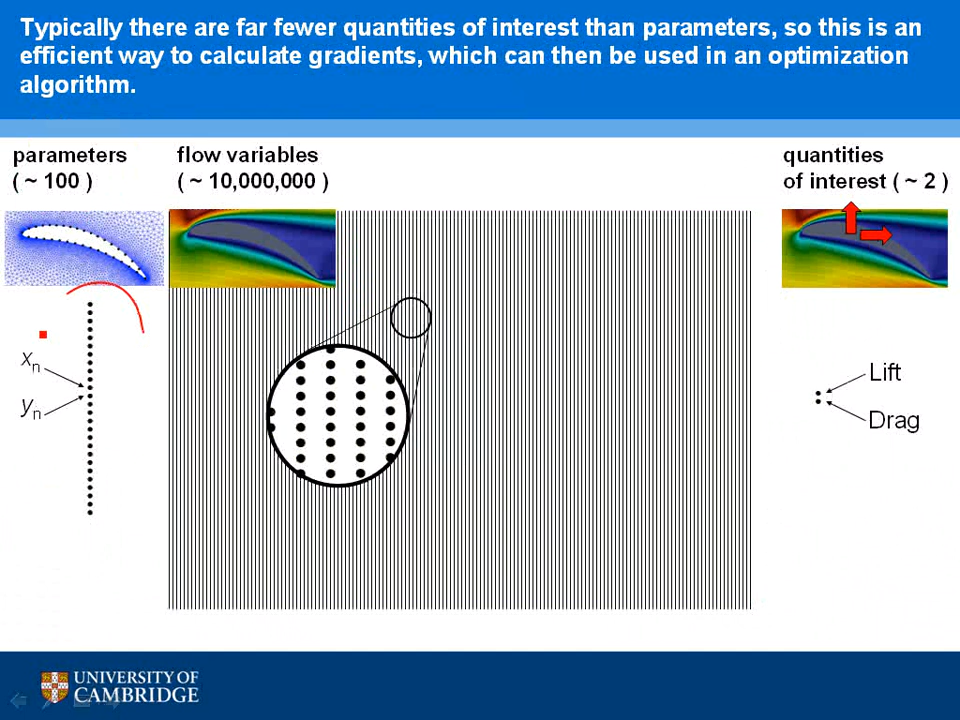 Typically there are far fewer quantities of interest than parameters, so this is an
efficient way to calculate gradients, which can then be used in an optimization
algorithm.
parameters
( ~ 100 )
flow variables
( ~ 10,000,000 )
quantities
of interest ( ~ 2 )
xn
yn
Lift
Drag
UNIVERSITY OF
CAMBRIDGE